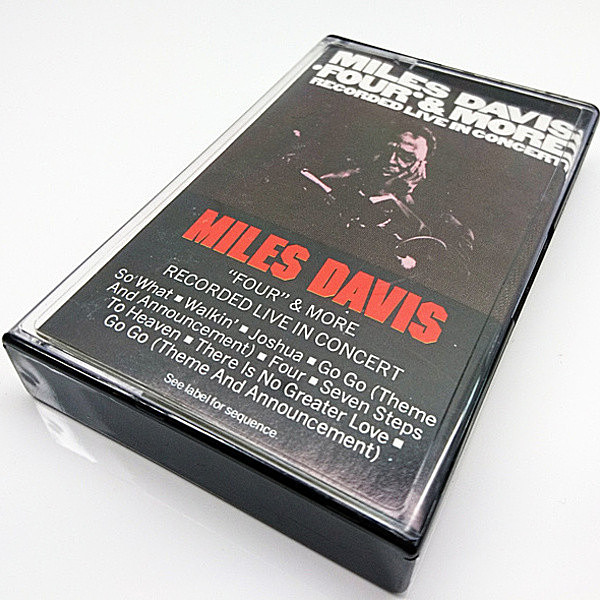 MILES DAVIS
'FOUR' & MORE
RECORDED LIVE IN CONCERT
MILES DAVIS
"FOUR" & MORE
RECORDED LIVE IN CONCERT
So What ▪ Walkin' ▪ Joshua ▪ Go Go (Theme
And Announcement) ▪ Four ▪ Seven Steps
To Heaven ▪ There Is No Greater Love ▪
Go Go (Theme And Announcement)
See label for sequence.